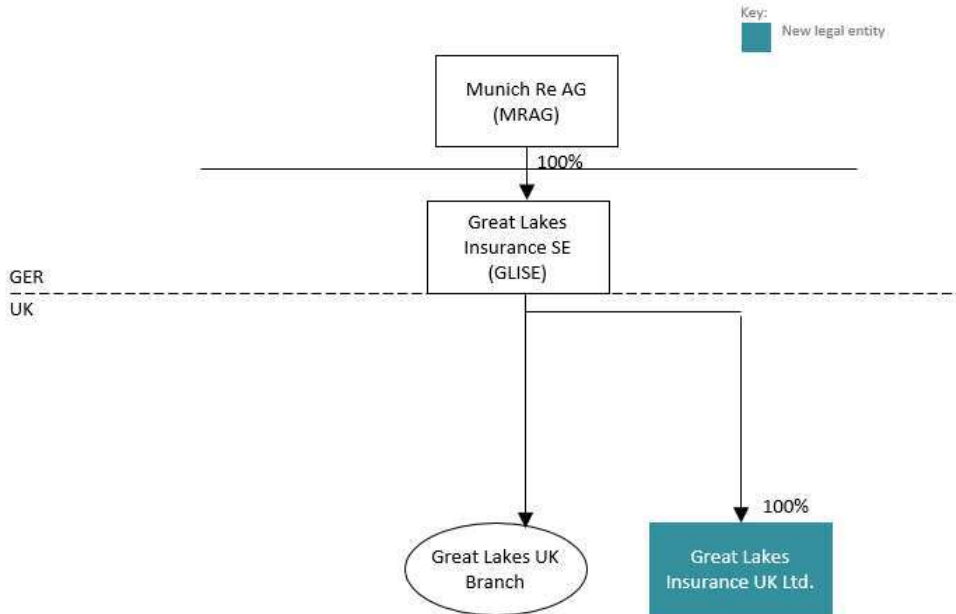 Key:
New legal entity
Munich Re AG
(MRAG)
100%
Great Lakes
Insurance SE
(GLISE)
GER
UK
100%
Great Lakes UK
Branch
Great Lakes
Insurance UK Ltd.